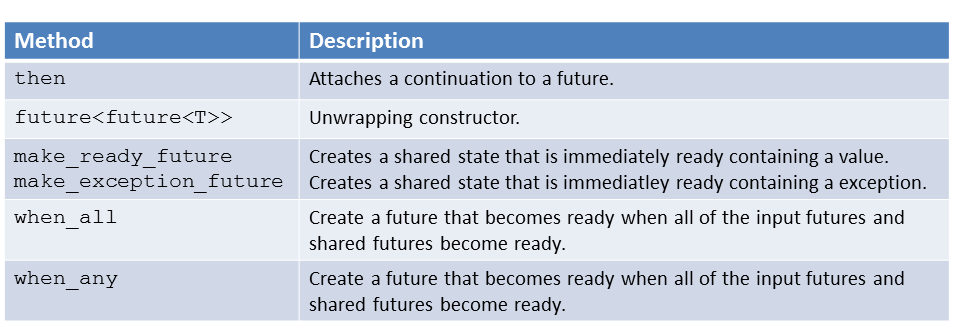 Method Description
then Attaches a continuation to a future.
future<future<T>> Unwrapping constructor.
make_ready_future Creates a shared state that is immediately ready containing a value.
make_exception_future Creates a shared state that is immediatley ready containing a exception.
when_all Create a future that becomes ready when all of the input futures and
shared futures become ready.
when_any Create a future that becomes ready when all of the input futures and
shared futures become ready.